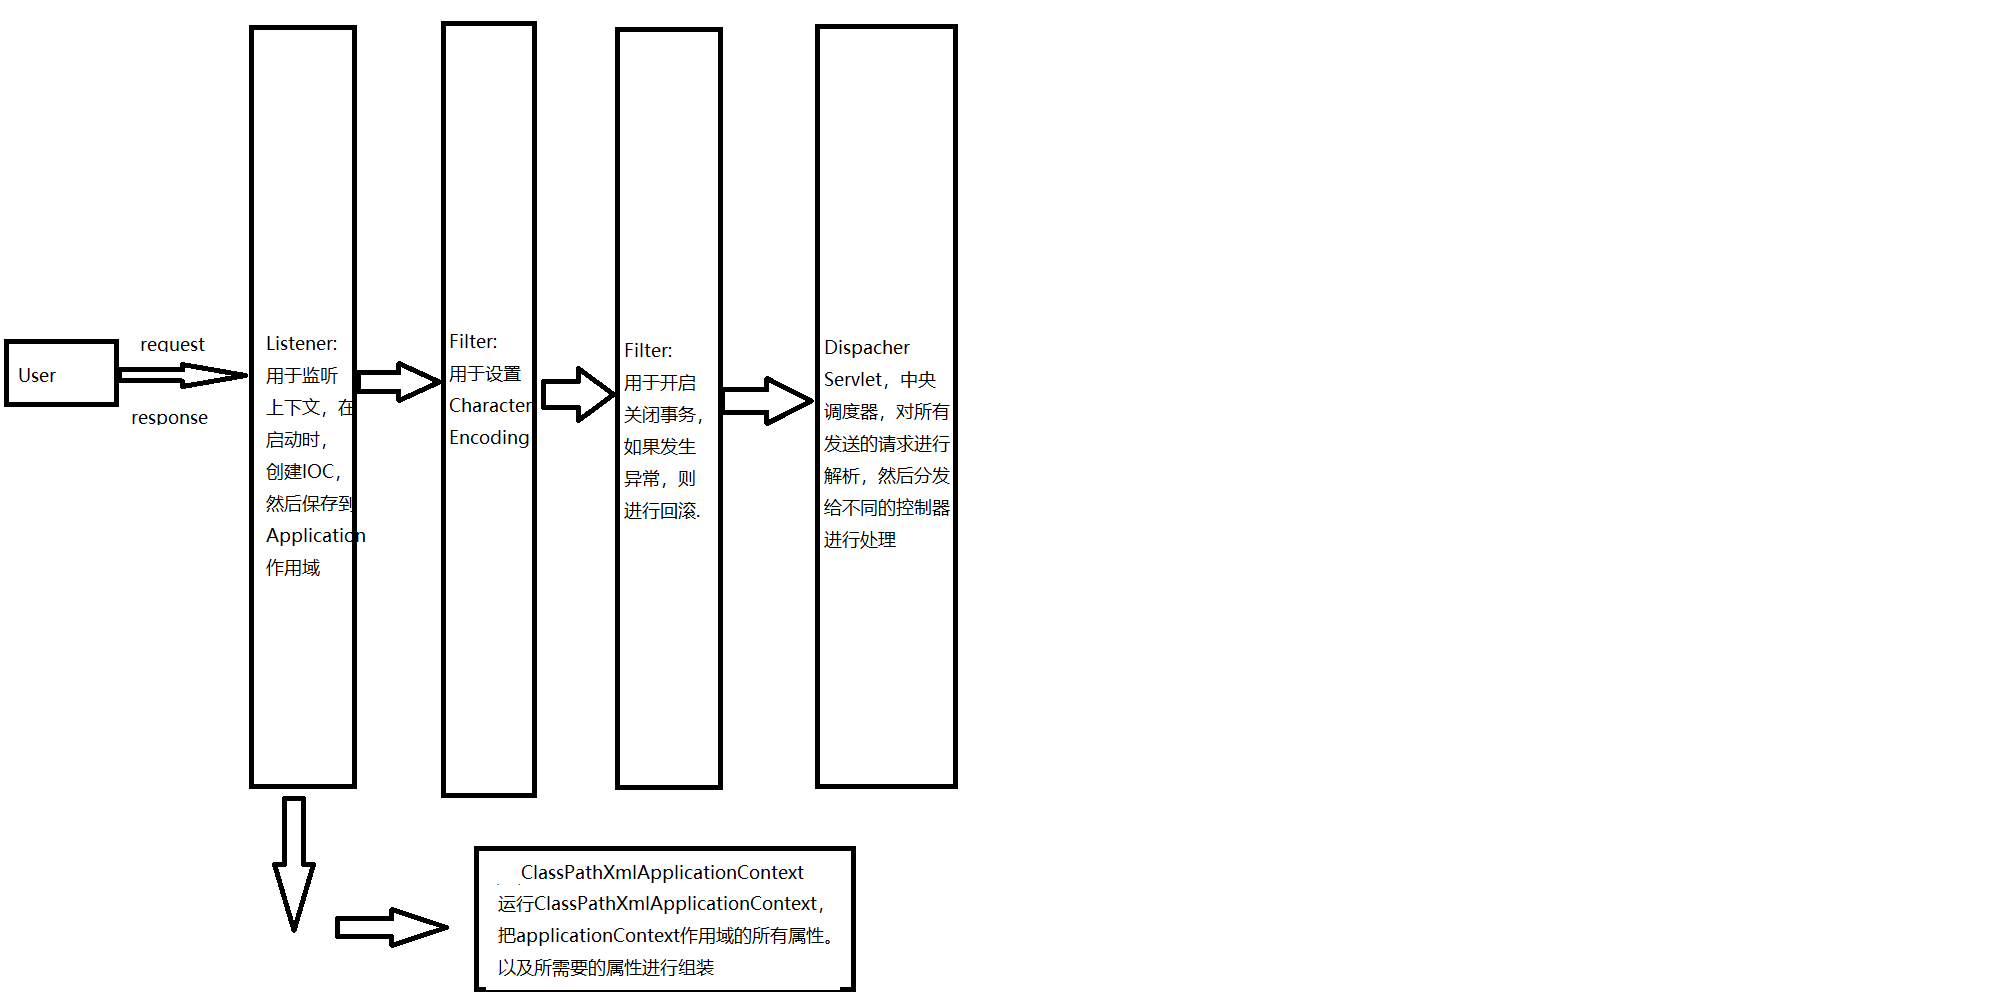 User
request
response
Listener:
用于监听
上下文，在
启动时，
创建IOC，
然后保存到
Application
作用域
Filter:
用于设置
Character
Encoding
Filter:
用于开启
关闭事务，
如果发生
异常，则
进行回滚.
Dispacher
Servlet，中央
调度器，对所有
发送的请求进行
解析，然后分发
给不同的控制器
进行处理
ClassPathXmlApplicationContext
运行ClassPathXmlApplicationContext，
把applicationContext作用域的所有属性。
以及所需要的属性进行组装